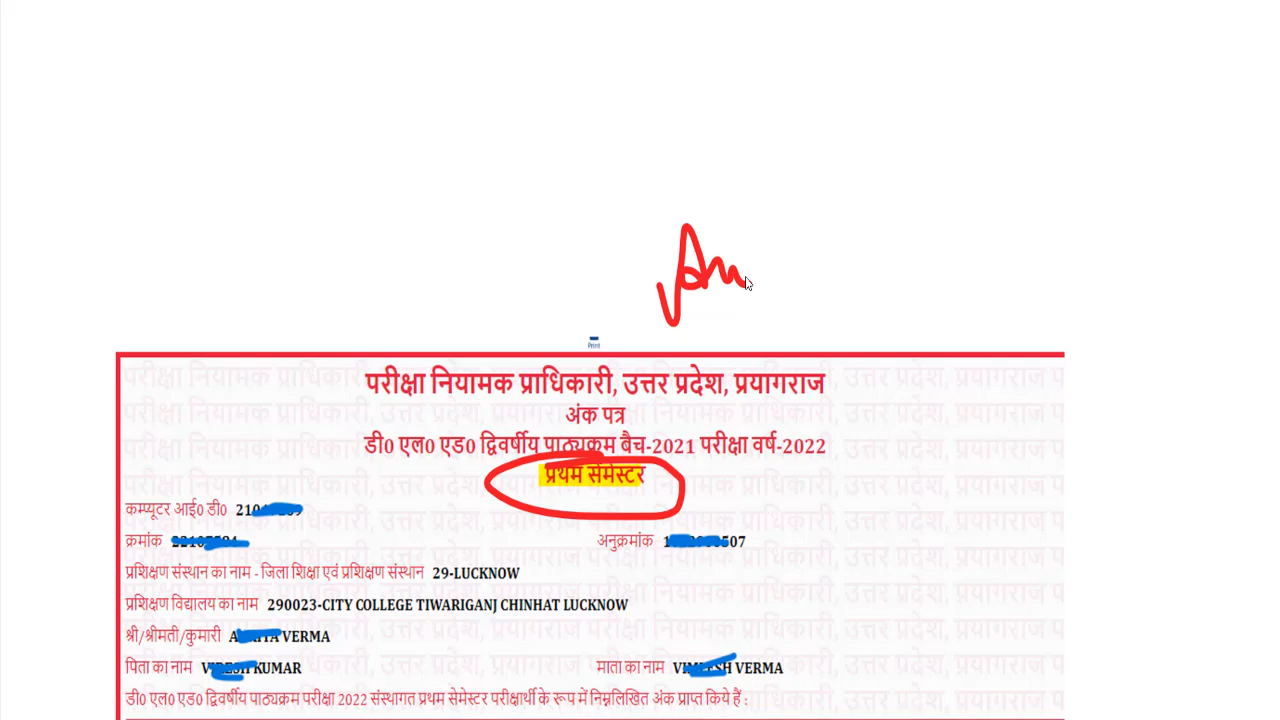 Print
परीक्षा नियामक प्राधिकारी, उत्तर प्रदेश, प्रयागराज
अंक पत्र
डी0 एल0 एड0 द्विवर्षीय पाठ्यक्रम बैच-2021 परीक्षा वर्ष-2022
प्रथम सेमेस्टर
कम्प्यूटर आई0 डी0
क्रमांक अनुक्रमांक
प्रशिक्षण संस्थान का नाम - जिला शिक्षा एवं प्रशिक्षण संस्थान 29-LUCKNOW
प्रशिक्षण विद्यालय का नाम 290023-CITY COLLEGE TIWARIGANJ CHINHAT LUCKNOW
श्री/श्रीमती/कुमारी VERMA
पिता का नाम KUMAR माता का नाम VERMA
डी0 एल0 एड0 द्विवर्षीय पाठ्यक्रम परीक्षा 2022 संस्थागत प्रथम सेमेस्टर परीक्षार्थी के रूप में निम्नलिखित अंक प्राप्त किये हैं :